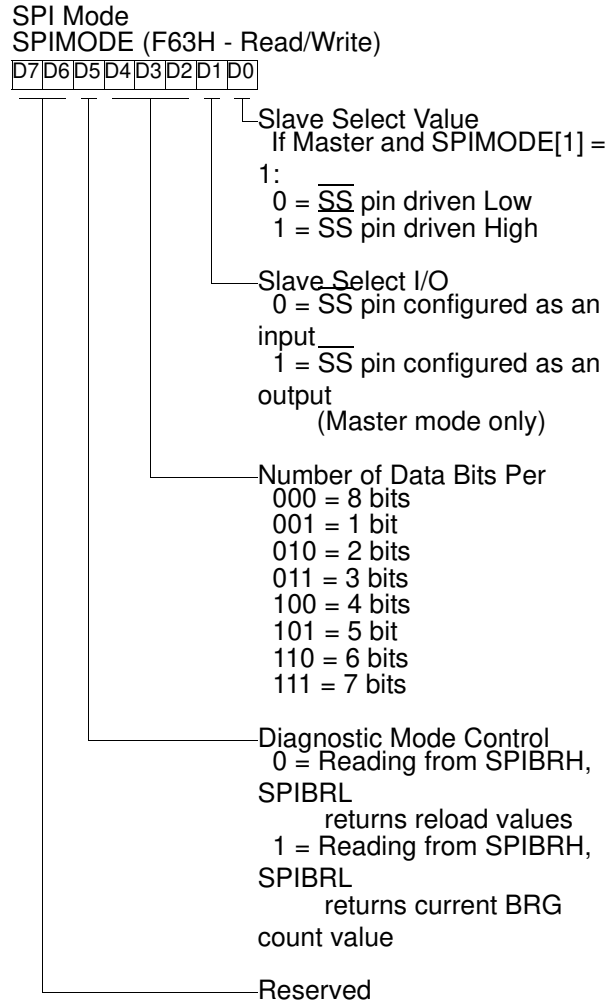 SPI Mode
SPIMODE (F63H - Read/Write)
D7 D6 D5 D4 D3 D2 D1 D0
Slave Select Value
If Master and SPIMODE[1] =
1:
0 = S̅S̅ pin driven Low
1 = S̅S̅ pin driven High
Slave Select I/O
0 = S̅S̅ pin configured as an
input
1 = S̅S̅ pin configured as an
output
(Master mode only)
Number of Data Bits Per
000 = 8 bits
001 = 1 bit
010 = 2 bits
011 = 3 bits
100 = 4 bits
101 = 5 bit
110 = 6 bits
111 = 7 bits
Diagnostic Mode Control
0 = Reading from SPIBRH,
SPIBRL
returns reload values
1 = Reading from SPIBRH,
SPIBRL
returns current BRG
count value
Reserved